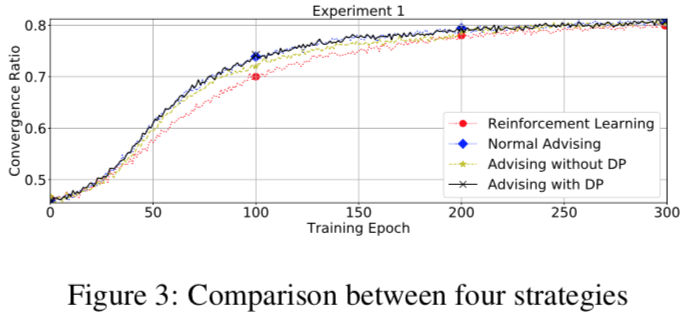 Experiment 1
Convergence Ratio
0.8
0.7
0.6
0.5
Reinforcement Learning
Normal Advising
Advising without DP
Advising with DP
0 50 100 150 200 250 300
Training Epoch
Figure 3: Comparison between four strategies